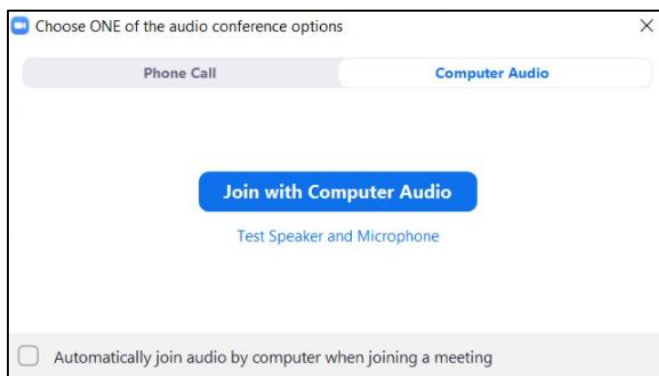 Choose ONE of the audio conference options
Phone Call
Computer Audio
Join with Computer Audio
Test Speaker and Microphone
Automatically join audio by computer when joining a meeting